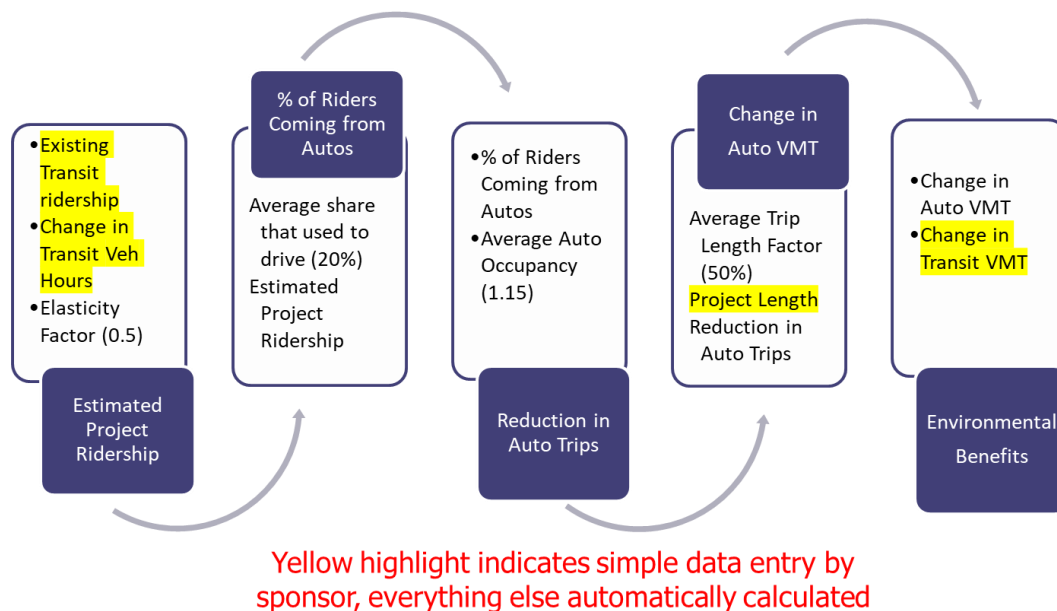 •Existing
Transit
ridership
•Change in
Transit Veh
Hours
•Elasticity
Factor (0.5)
Estimated
Project
Ridership
% of Riders
Coming from
Autos
Average share
that used to
drive (20%)
Estimated
Project
Ridership
•% of Riders
Coming from
Autos
•Average Auto
Occupancy
(1.15)
Reduction in
Auto Trips
Change in
Auto VMT
Average Trip
Length Factor
(50%)
Project Length
Reduction in
Auto Trips
•Change in
Auto VMT
•Change in
Transit VMT
Environmental
Benefits
Yellow highlight indicates simple data entry by
sponsor, everything else automatically calculated